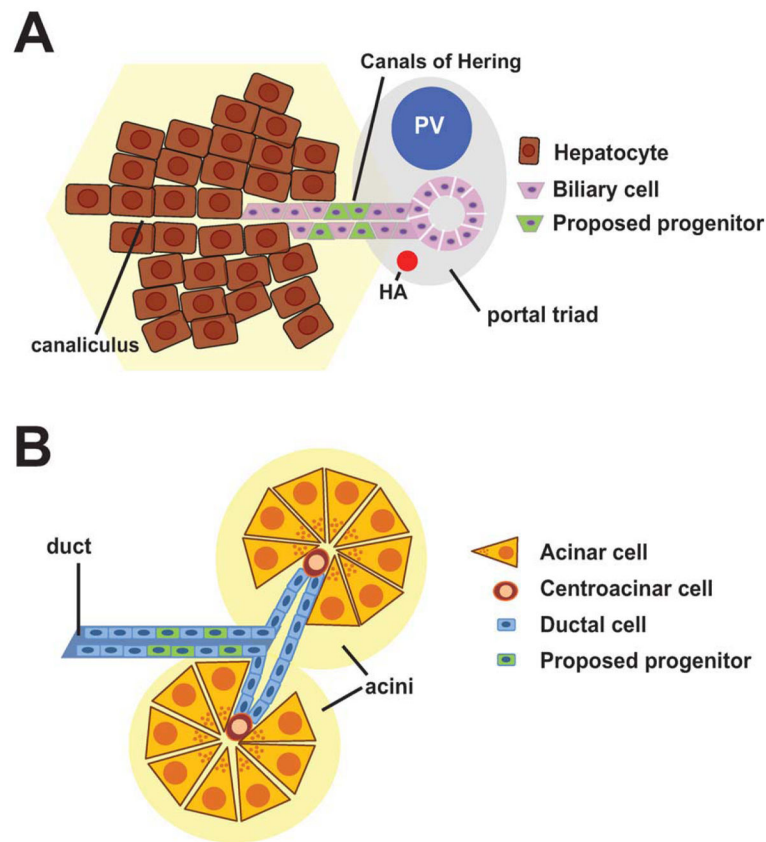 A
Canals of Hering
PV
Hepatocyte
Biliary cell
Proposed progenitor
HA
portal triad
canaliculus
B
duct
Acinar cell
Centroacinar cell
Ductal cell
Proposed progenitor
acini